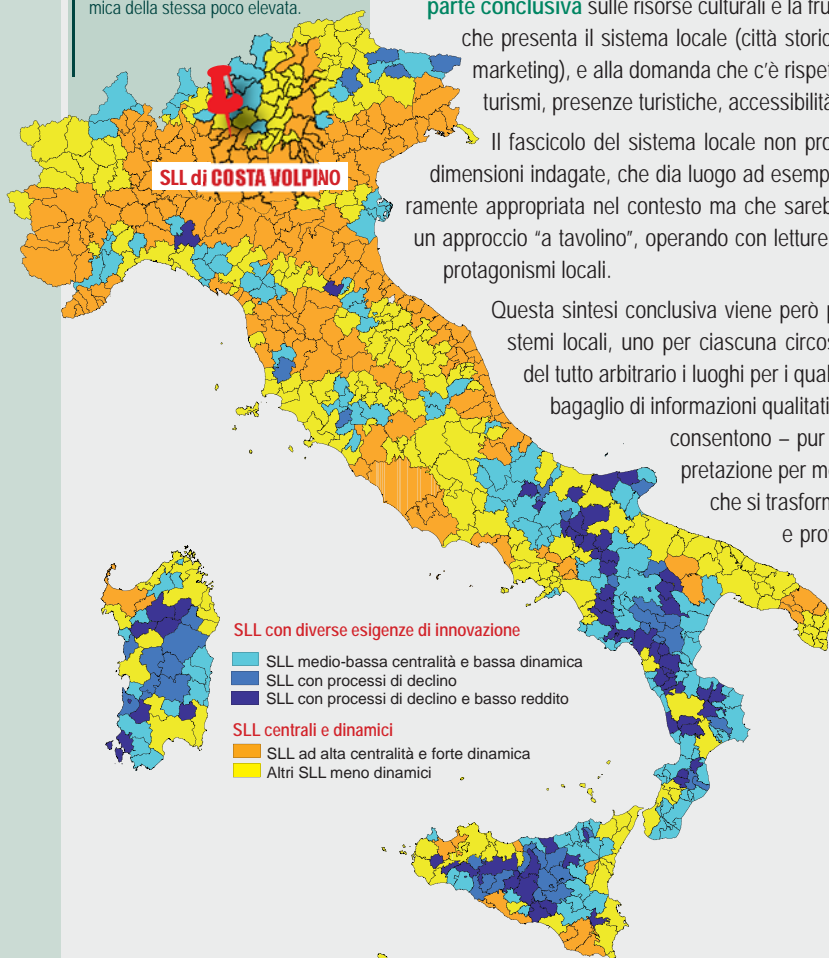 mica della stessa poco elevata.
parte conclusiva sulle risorse culturali e la fru
che presenta il sistema locale (città storic
marketing), e alla domanda che c'è rispet
turismi, presenze turistiche, accessibilità
Il fascicolo del sistema locale non pro
dimensioni indagate, che dia luogo ad esemp
ramente appropriata nel contesto ma che sareb
un approccio "a tavolino", operando con letture
protagonismi locali.
Questa sintesi conclusiva viene però p
stemi locali, uno per ciascuna circos
del tutto arbitrario i luoghi per i qual
bagaglio di informazioni qualitati
consentono – pur
pretazione per me
che si trasforn
e prot
SLL di COSTA VOLPINO
SLL con diverse esigenze di innovazione
SLL medio-bassa centralità e bassa dinamica
SLL con processi di declino
SLL con processi di declino e basso reddito
SLL centrali e dinamici
SLL ad alta centralità e forte dinamica
Altri SLL meno dinamici